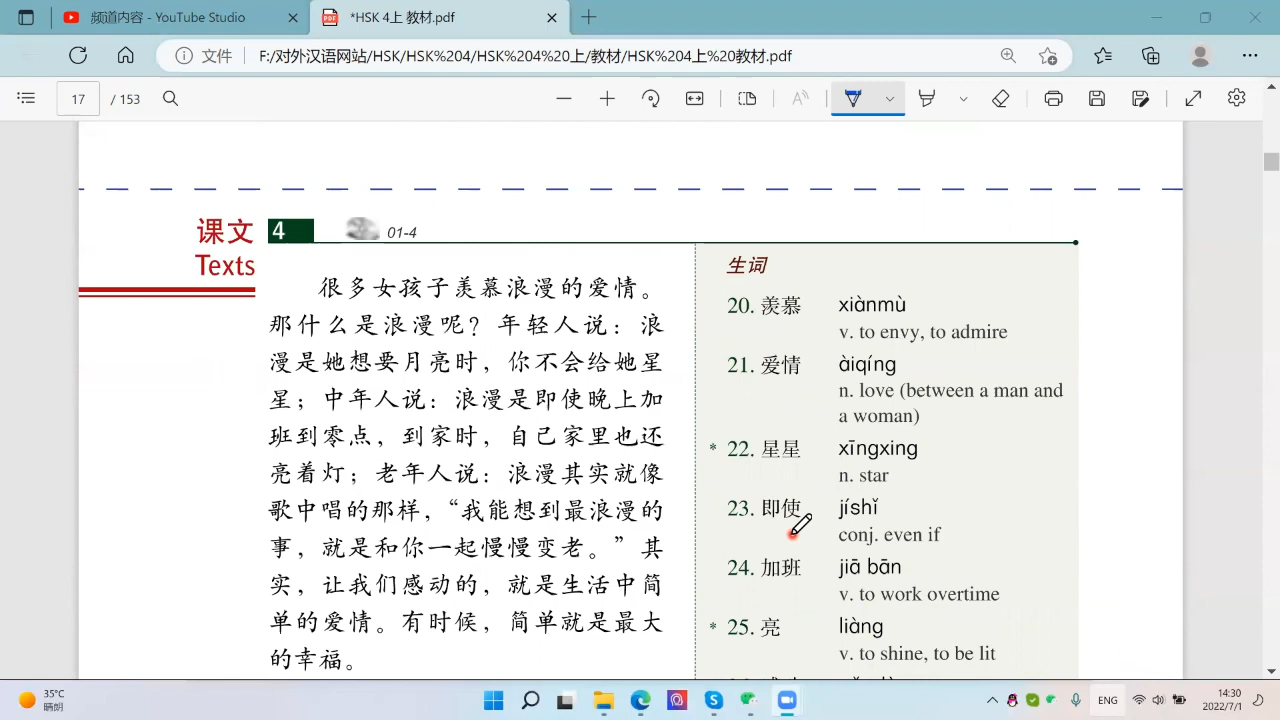 频道内容 - YouTube Studio
*HSK 4上 教材.pdf
文件
F:/对外汉语网站/HSK/HSK%204/HSK%204%20上/教材/HSK%204上%20教材.pdf
17 / 153
课文 4 01-4
Texts
很多女孩子羡慕浪漫的爱情。
那什么是浪漫呢？年轻人说：浪
漫是她想要月亮时，你不会给她星
星；中年人说：浪漫是即使晚上加
班到零点，到家时，自己家里也还
亮着灯；老年人说：浪漫其实就像
歌中唱的那样，“我能想到最浪漫的
事，就是和你一起慢慢变老。”其
实，让我们感动的，就是生活中简
单的爱情。有时候，简单就是最大
的幸福。
生词
20. 羡慕 xiànmù
v. to envy, to admire
21. 爱情 àiqíng
n. love (between a man and
a woman)
* 22. 星星 xīngxing
n. star
23. 即使 jíshǐ
conj. even if
24. 加班 jiā bān
v. to work overtime
* 25. 亮 liàng
v. to shine, to be lit
35°C
晴朗
ENG
14:30
2022/7/1